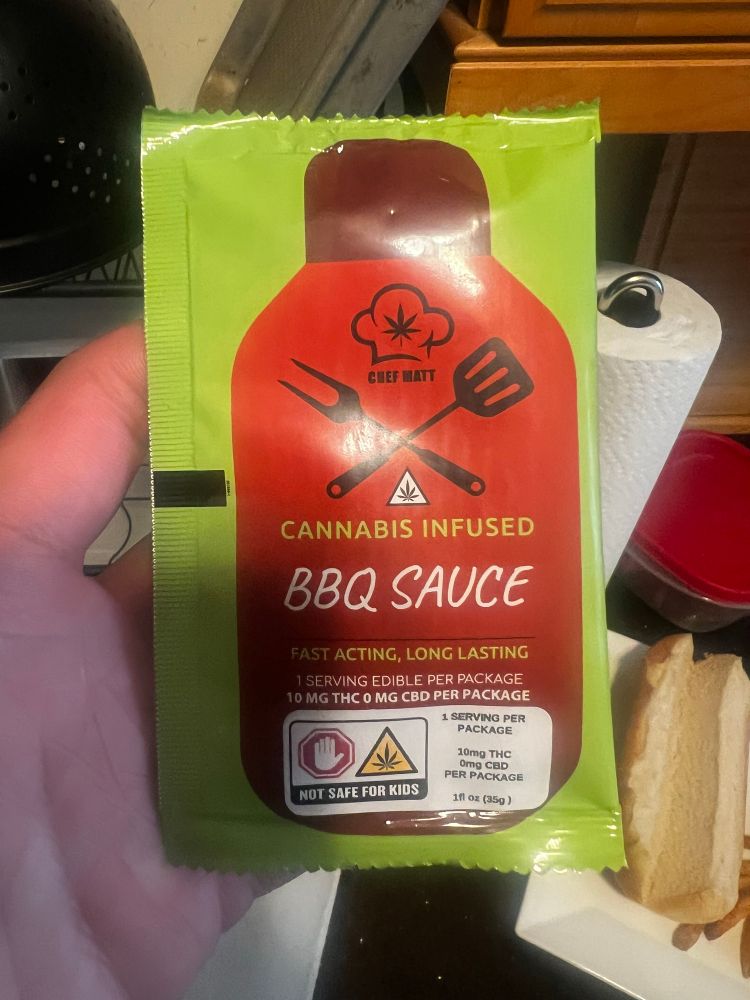 CHEF MATT
CANNABIS INFUSED
BBQ SAUCE
FAST ACTING, LONG LASTING
1 SERVING EDIBLE PER PACKAGE
10 MG THC 0 MG CBD PER PACKAGE
NOT SAFE FOR KIDS
1 SERVING PER
PACKAGE
10mg THC
0mg CBD
PER PACKAGE
1fl oz (35g)